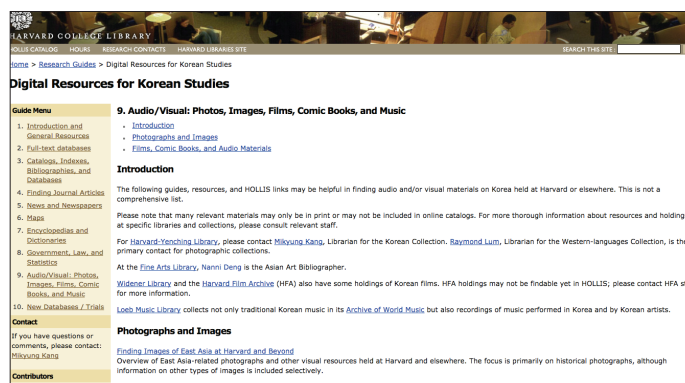 HARVARD COLLEGE LIBRARY
HOLLIS CATALOG HOURS RESEARCH CONTACTS HARVARD LIBRARIES SITE SEARCH THIS SITE:
Home > Research Guides > Digital Resources for Korean Studies
Digital Resources for Korean Studies
Guide Menu
1. Introduction and
General Resources
2. Full-text databases
3. Catalogs, Indexes,
Bibliographies, and
Databases
4. Finding Journal Articles
5. News and Newspapers
6. Maps
7. Encyclopedias and
Dictionaries
8. Government, Law, and
Statistics
9. Audio/Visual: Photos,
Images, Films, Comic
Books, and Music
10. New Databases / Trials
Contact
If you have questions or
comments, please contact:
Mikyung Kang
Contributors
9. Audio/Visual: Photos, Images, Films, Comic Books, and Music
Introduction
Photographs and Images
Films, Comic Books, and Audio Materials
Introduction
The following guides, resources, and HOLLIS links may be helpful in finding audio and/or visual materials on Korea held at Harvard or elsewhere. This is not a
comprehensive list.
Please note that many relevant materials may only be in print or may not be included in online catalogs. For more thorough information about resources and holding
at specific libraries and collections, please consult relevant staff.
For Harvard-Yenching Library, please contact Mikyung Kang, Librarian for the Korean Collection. Raymond Lum, Librarian for the Western-languages Collection, is the
primary contact for photographic collections.
At the Fine Arts Library, Nanni Deng is the Asian Art Bibliographer.
Widener Library and the Harvard Film Archive (HFA) also have some holdings of Korean films. HFA holdings may not be findable yet in HOLLIS; please contact HFA st
for more information.
Loeb Music Library collects not only traditional Korean music in its Archive of World Music but also recordings of music performed in Korea and by Korean artists.
Photographs and Images
Finding Images of East Asia at Harvard and Beyond
Overview of East Asia-related photographs and other visual resources held at Harvard and elsewhere. The focus is primarily on historical photographs, although
information on other types of images is included selectively.